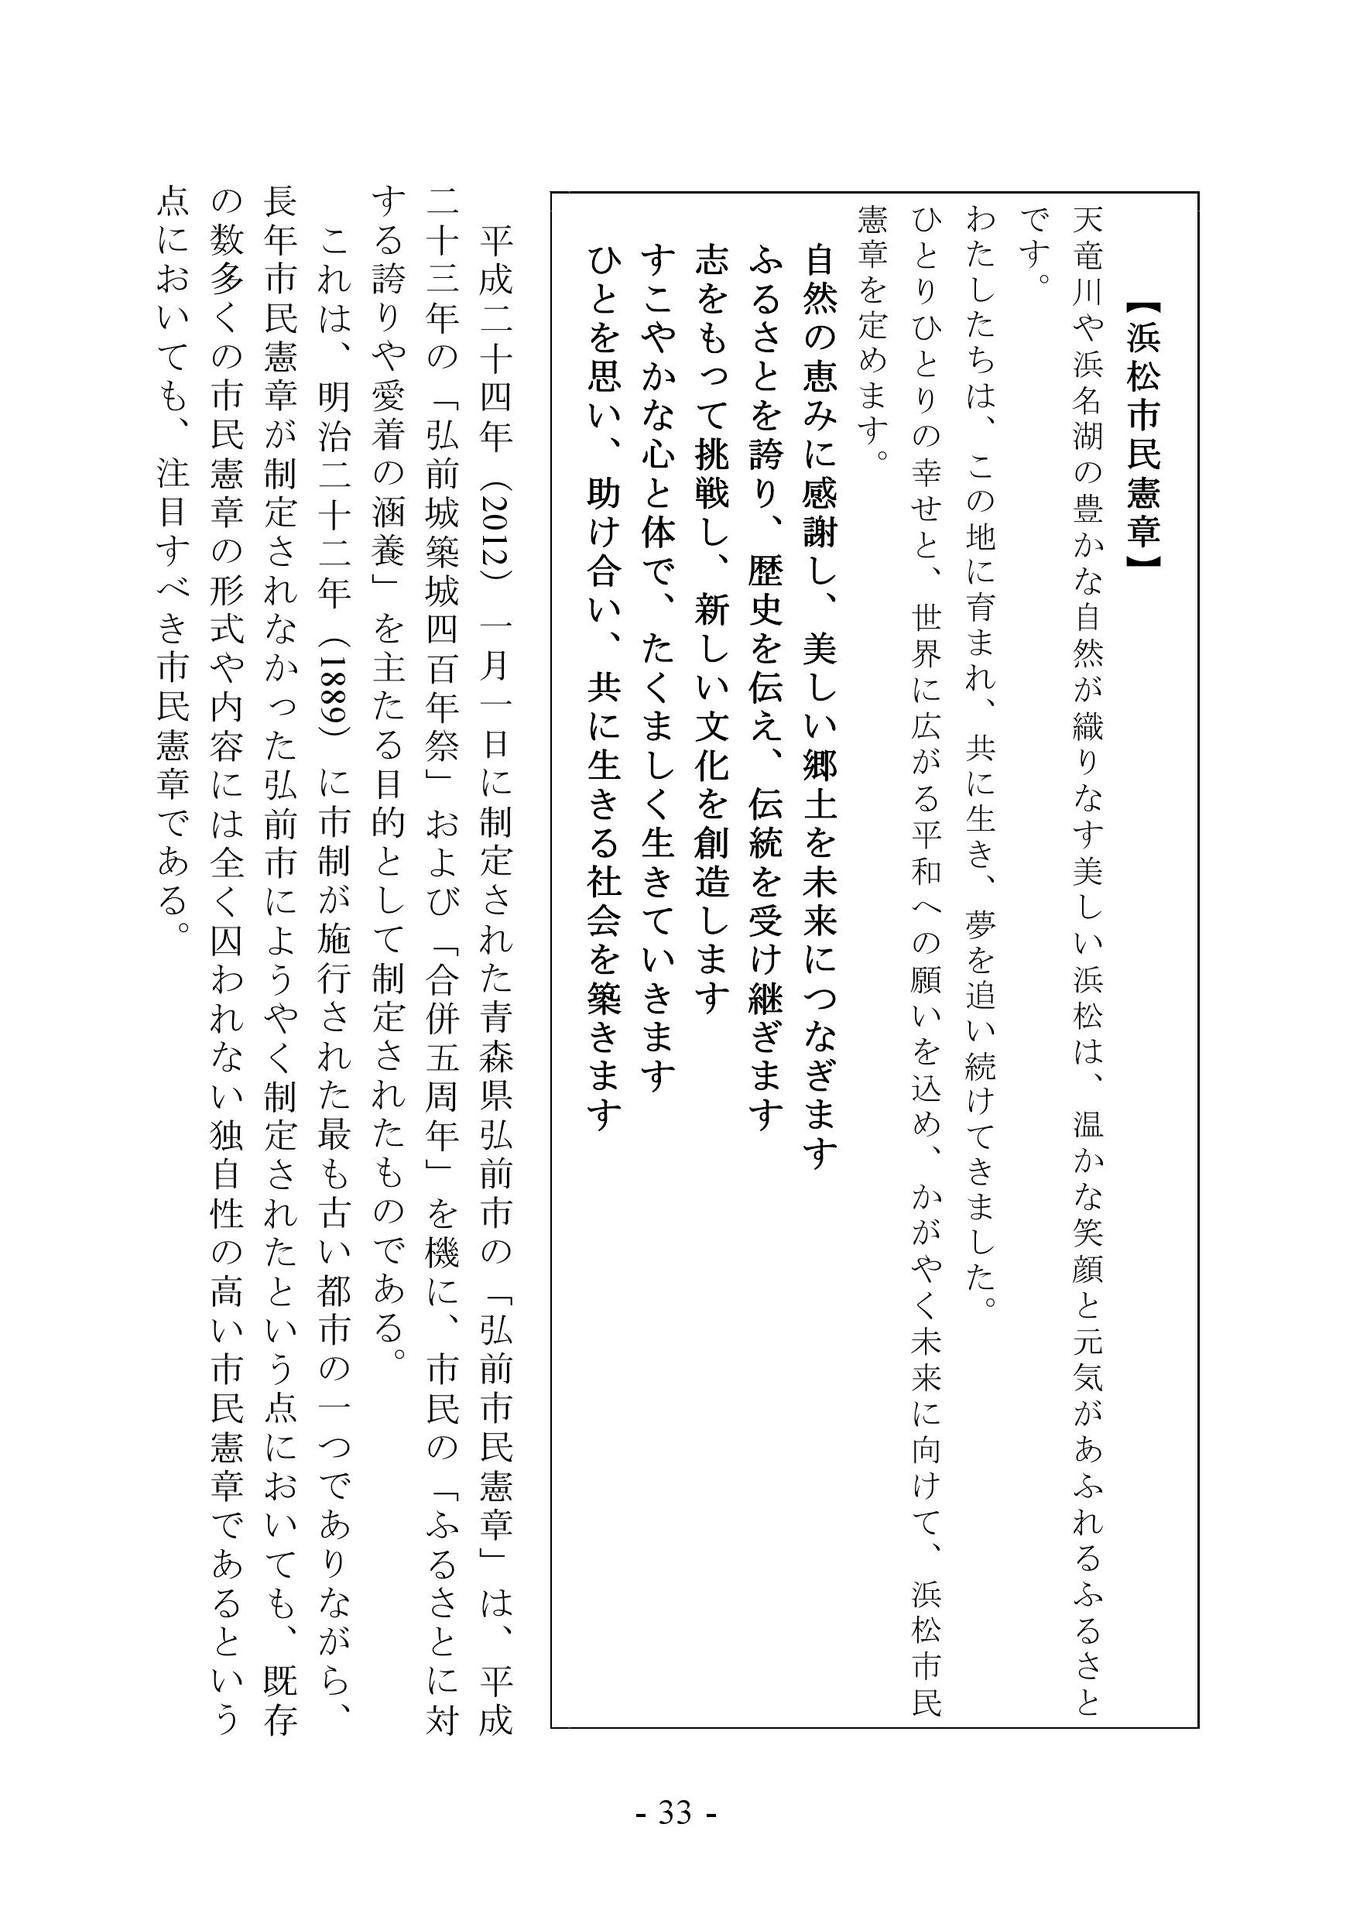 【浜松市民憲章】
天竜川や浜名湖の豊かな自然が織りなす美しい浜松は、温かな笑顔と元気があふれるふるさと
です。
わたしたちは、この地に育まれ、共に生き、夢を追い続けてきました。
ひとりひとりの幸せと、世界に広がる平和への願いを込め、かがやく未来に向けて、浜松市民
憲章を定めます。
自然の恵みに感謝し、美しい郷土を未来につなぎます
ふるさとを誇り、歴史を伝え、伝統を受け継ぎます
志をもって挑戦し、新しい文化を創造します
すこやかな心と体で、たくましく生きていきます
ひとを思い、助け合い、共に生きる社会を築きます
平成二十四年（2012）一月一日に制定された青森県弘前市の「弘前市民憲章」は、平成
二十三年の「弘前城築城四百年祭」および「合併五周年」を機に、市民の「ふるさとに対
する誇りや愛着の涵養」を主たる目的として制定されたものである。
これは、明治二十二年（1889）に市制が施行された最も古い都市の一つでありながら、
長年市民憲章が制定されなかった弘前市にようやく制定されたという点においても、既存
の数多くの市民憲章の形式や内容には全く囚われない独自性の高い市民憲章であるという
点においても、注目すべき市民憲章である。
- 33 -